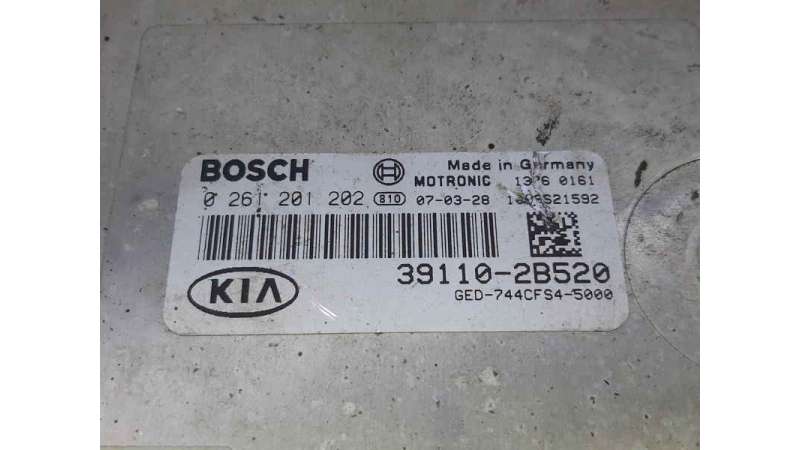 BOSCH Made in Germany
MOTRONIC 0161
0 261 201 202 810 07-03-28
39110-2B520
KIA GED-744CFS4-5000